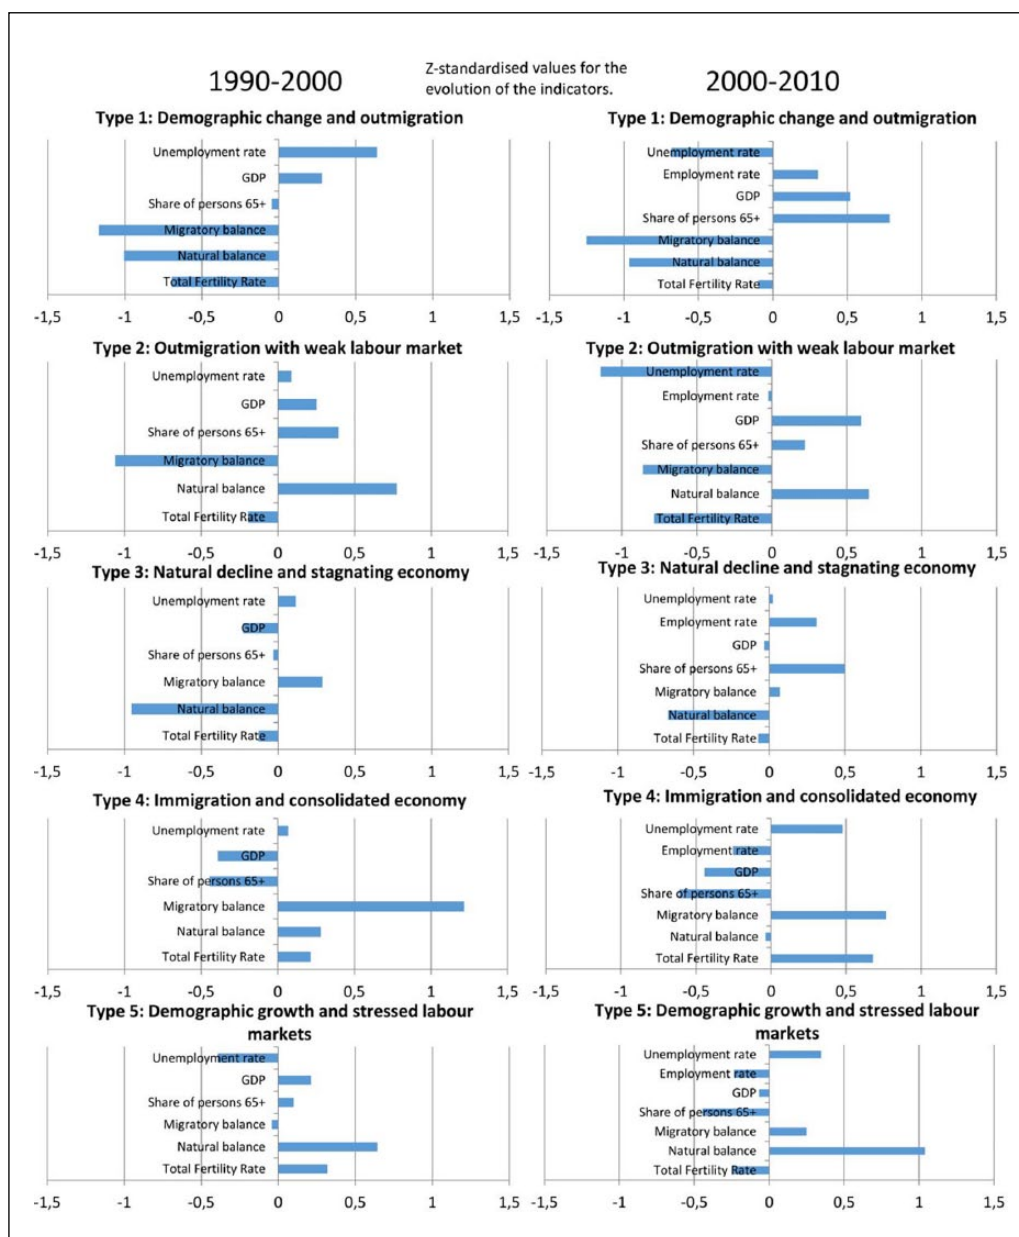 1990-2000
Z-standardised values for the
evolution of the indicators.
2000-2010
Type 1: Demographic change and outmigration
Unemployment rate
GDP
Share of persons 65+
Migratory balance
Natural balance
Total Fertility Rate
-1,5 -1 -0,5 0 0,5 1 1,5
Type 1: Demographic change and outmigration
Unemployment rate
Employment rate
GDP
Share of persons 65+
Migratory balance
Natural balance
Total Fertility Rate
-1,5 -1 -0,5 0 0,5 1 1,5
Type 2: Outmigration with weak labour market
Unemployment rate
GDP
Share of persons 65+
Migratory balance
Natural balance
Total Fertility Rate
-1,5 -1 -0,5 0 0,5 1 1,5
Type 2: Outmigration with weak labour market
Unemployment rate
Employment rate
GDP
Share of persons 65+
Migratory balance
Natural balance
Total Fertility Rate
-1,5 -1 -0,5 0 0,5 1 1,5
Type 3: Natural decline and stagnating economy
Unemployment rate
GDP
Share of persons 65+
Migratory balance
Natural balance
Total Fertility Rate
-1,5 -1 -0,5 0 0,5 1 1,5
Type 3: Natural decline and stagnating economy
Unemployment rate
Employment rate
GDP
Share of persons 65+
Migratory balance
Natural balance
Total Fertility Rate
-1,5 -1 -0,5 0 0,5 1 1,5
Type 4: Immigration and consolidated economy
Unemployment rate
GDP
Share of persons 65+
Migratory balance
Natural balance
Total Fertility Rate
-1,5 -1 -0,5 0 0,5 1 1,5
Type 4: Immigration and consolidated economy
Unemployment rate
Employment rate
GDP
Share of persons 65+
Migratory balance
Natural balance
Total Fertility Rate
-1,5 -1 -0,5 0 0,5 1 1,5
Type 5: Demographic growth and stressed labour
markets
Unemployment rate
GDP
Share of persons 65+
Migratory balance
Natural balance
Total Fertility Rate
-1,5 -1 -0,5 0 0,5 1 1,5
Type 5: Demographic growth and stressed labour
markets
Unemployment rate
Employment rate
GDP
Share of persons 65+
Migratory balance
Natural balance
Total Fertility Rate
-1,5 -1 -0,5 0 0,5 1 1,5